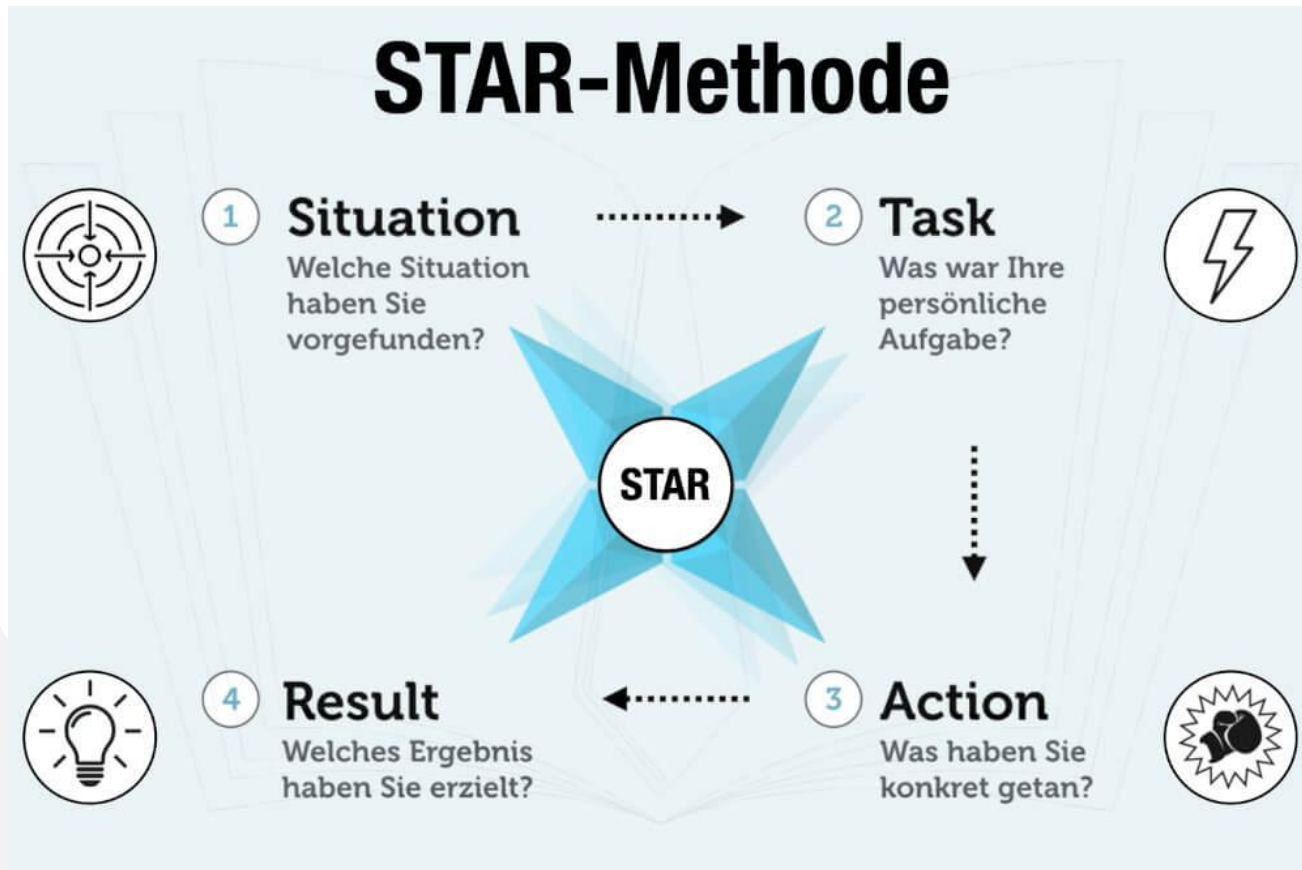 STAR-Methode
1 Situation
Welche Situation
haben Sie
vorgefunden?
2 Task
Was war Ihre
persönliche
Aufgabe?
STAR
3 Action
Was haben Sie
konkret getan?
4 Result
Welches Ergebnis
haben Sie erzielt?